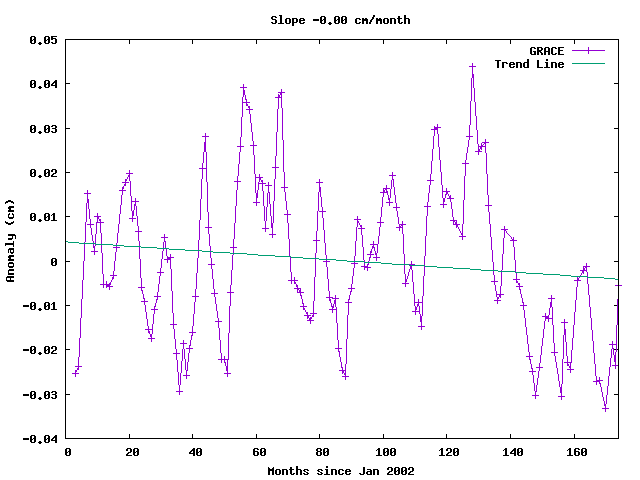 Slope -0.00 cm/month
0.05
GRACE
Trend Line
0.04
0.03
0.02
0.01
0
-0.01
-0.02
-0.03
-0.04
Anomaly (cm)
0 20 40 60 80 100 120 140 160
Months since Jan 2002